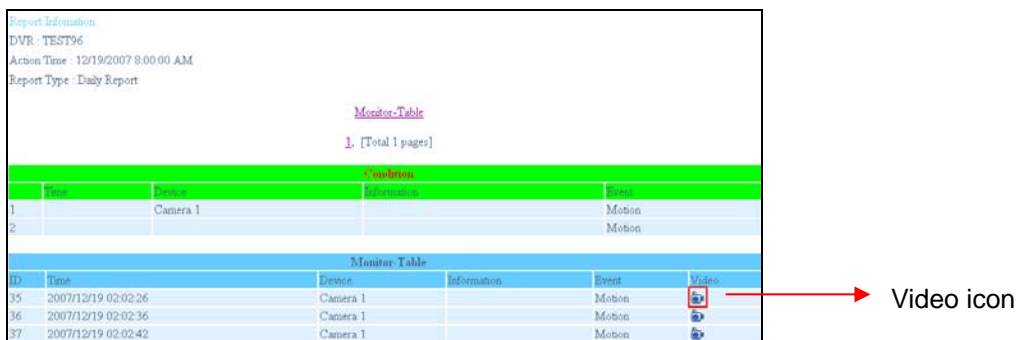 Report Infomation
DVR : TEST96
Action Time : 12/19/2007 8:00:00 AM
Report Type : Daily Report
Monitor-Table
1, [Total 1 pages]
Condition
Time Device Information Event
1 Camera 1 Motion
2 Motion
Monitor-Table
ID Time Device Information Event Video
35 2007/12/19 02:02:26 Camera 1 Motion
Video icon
36 2007/12/19 02:02:36 Camera 1 Motion
37 2007/12/19 02:02:42 Camera 1 Motion